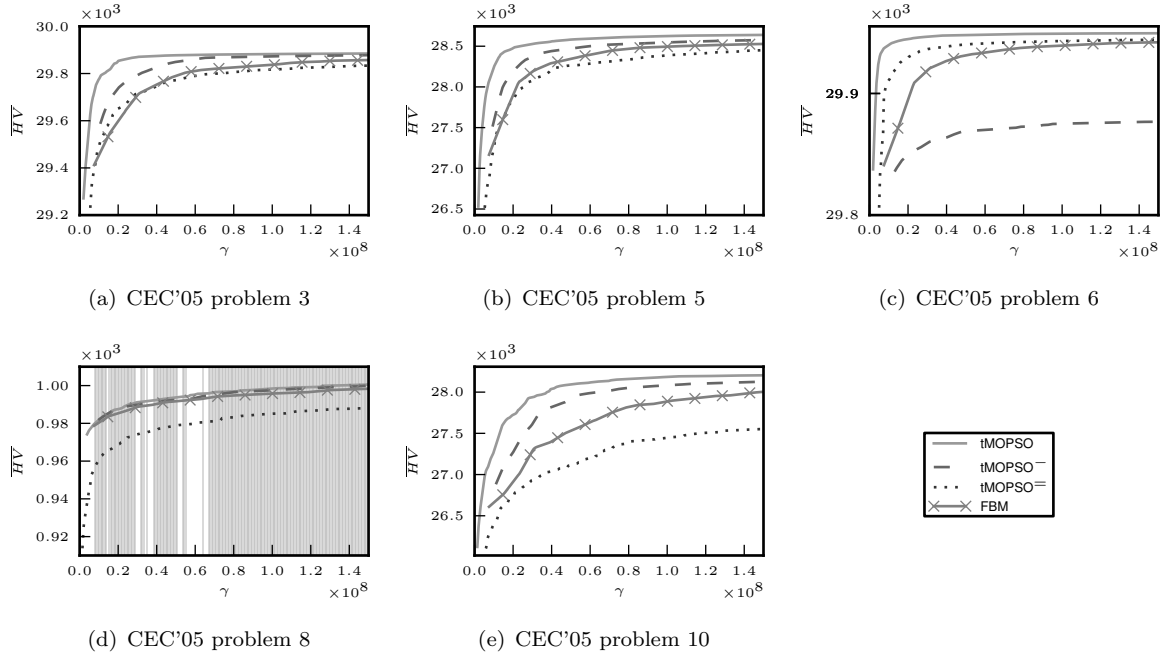 ×10³
30.0
29.8
29.6
29.4
29.2
HV
0.0 0.2 0.4 0.6 0.8 1.0 1.2 1.4
γ
×10⁸
(a) CEC'05 problem 3
×10³
28.5
28.0
27.5
27.0
26.5
HV
0.0 0.2 0.4 0.6 0.8 1.0 1.2 1.4
γ
×10⁸
(b) CEC'05 problem 5
×10³
29.9
29.8
HV
0.0 0.2 0.4 0.6 0.8 1.0 1.2 1.4
γ
×10⁸
(c) CEC'05 problem 6
×10³
1.00
0.98
0.96
0.94
0.92
HV
0.0 0.2 0.4 0.6 0.8 1.0 1.2 1.4
γ
×10⁸
(d) CEC'05 problem 8
×10³
28.0
27.5
27.0
26.5
HV
0.0 0.2 0.4 0.6 0.8 1.0 1.2 1.4
γ
×10⁸
(e) CEC'05 problem 10
tMOPSO
tMOPSO⁻
tMOPSO⁼
FBM